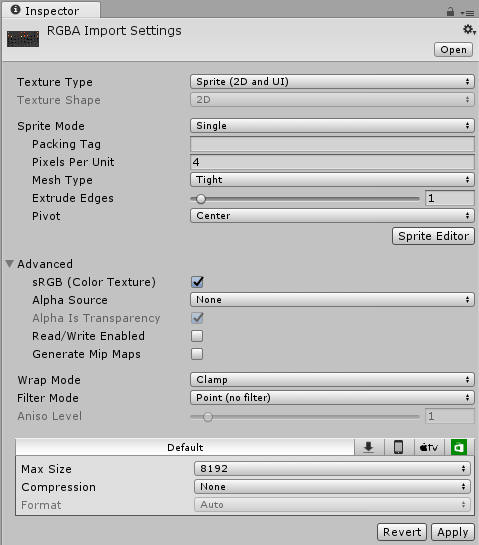 Inspector
RGBA Import Settings
Open
Texture Type Sprite (2D and UI)
Texture Shape 2D
Sprite Mode Single
Packing Tag
Pixels Per Unit 4
Mesh Type Tight
Extrude Edges 1
Pivot Center
Sprite Editor
Advanced
sRGB (Color Texture)
Alpha Source None
Alpha Is Transparency
Read/Write Enabled
Generate Mip Maps
Wrap Mode Clamp
Filter Mode Point (no filter)
Aniso Level 1
Default tv
Max Size 8192
Compression None
Format Auto
Revert Apply